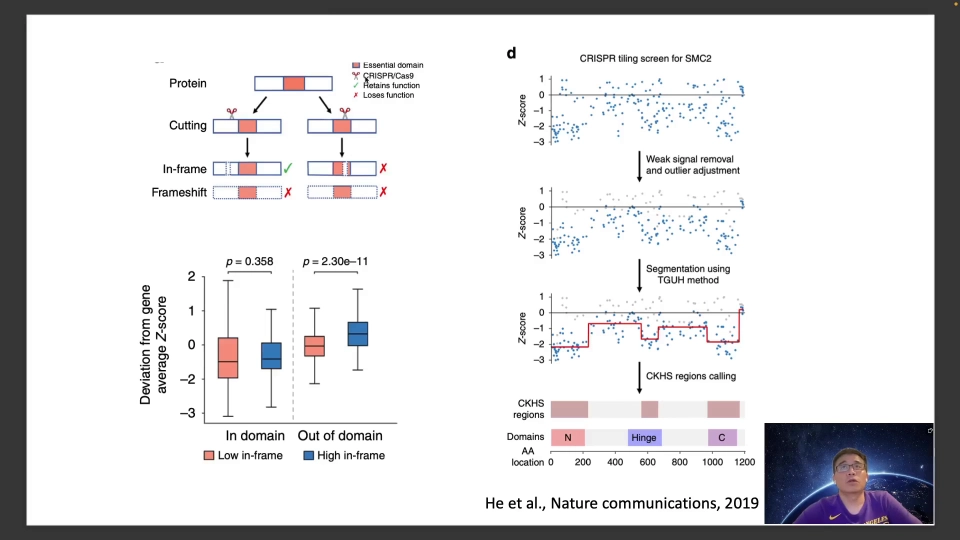 Essential domain
CRISPR/Cas9
Retains function
Loses function
Protein
Cutting
In-frame
Frameshift
p = 0.358
p = 2.30e–11
Deviation from gene
average Z-score
2
1
0
–2
–3
In domain
Out of domain
Low in-frame
High in-frame
d
CRISPR tiling screen for SMC2
Z-score
1
0
–1
–2
–3
Weak signal removal
and outlier adjustment
Z-score
1
0
–1
–2
–3
Segmentation using
TGUH method
Z-score
1
0
–1
–2
–3
CKHS regions calling
CKHS
regions
Domains
N
Hinge
C
AA
location
0 200 400 600 800 1000 1200
He et al., Nature communications, 2019